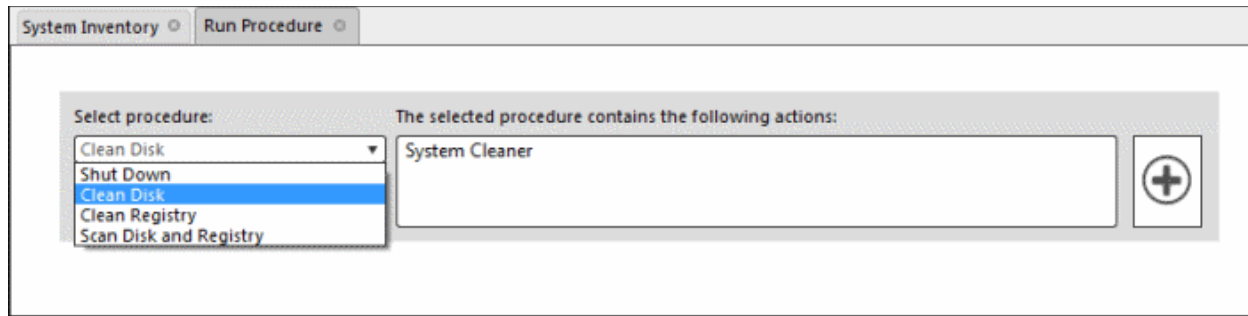 System Inventory Run Procedure
Select procedure: The selected procedure contains the following actions:
Clean Disk System Cleaner
Shut Down
Clean Disk
Clean Registry
Scan Disk and Registry